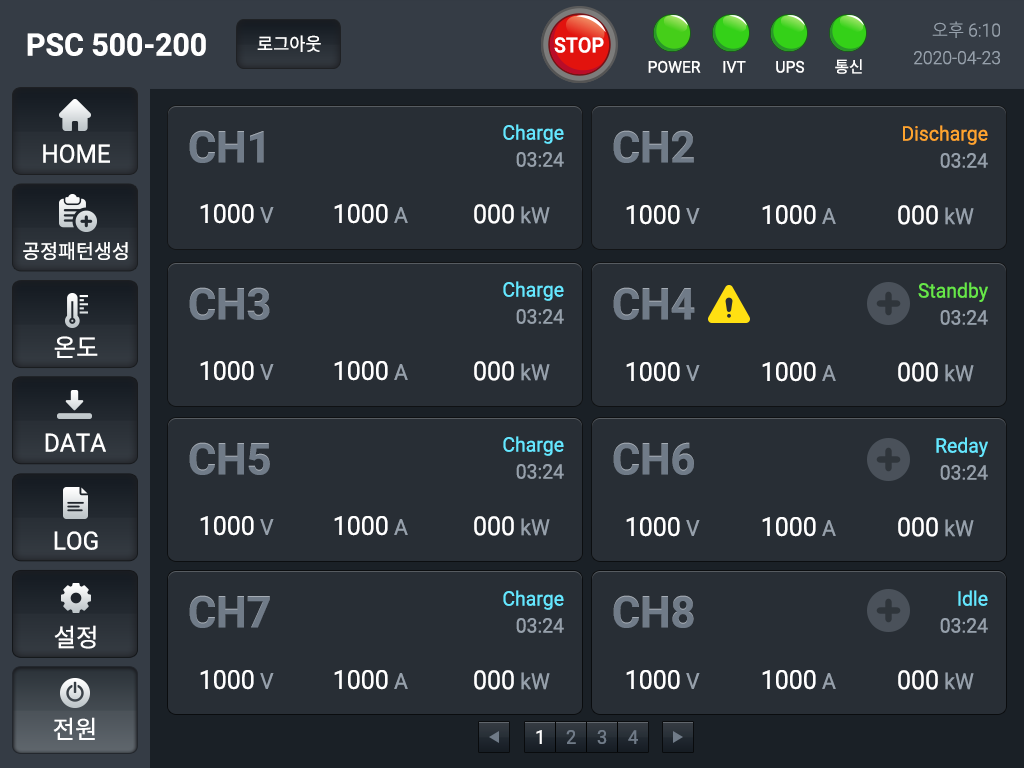 PSC 500-200
로그아웃
STOP
POWER
IVT
UPS
통신
오후 6:10
2020-04-23
HOME
공정패턴생성
온도
DATA
LOG
설정
전원
CH1
Charge
03:24
1000 V 1000 A 000 kW
CH2
Discharge
03:24
1000 V 1000 A 000 kW
CH3
Charge
03:24
1000 V 1000 A 000 kW
CH4
Standby
03:24
1000 V 1000 A 000 kW
CH5
Charge
03:24
1000 V 1000 A 000 kW
CH6
Reday
03:24
1000 V 1000 A 000 kW
CH7
Charge
03:24
1000 V 1000 A 000 kW
CH8
Idle
03:24
1000 V 1000 A 000 kW
1 2 3 4